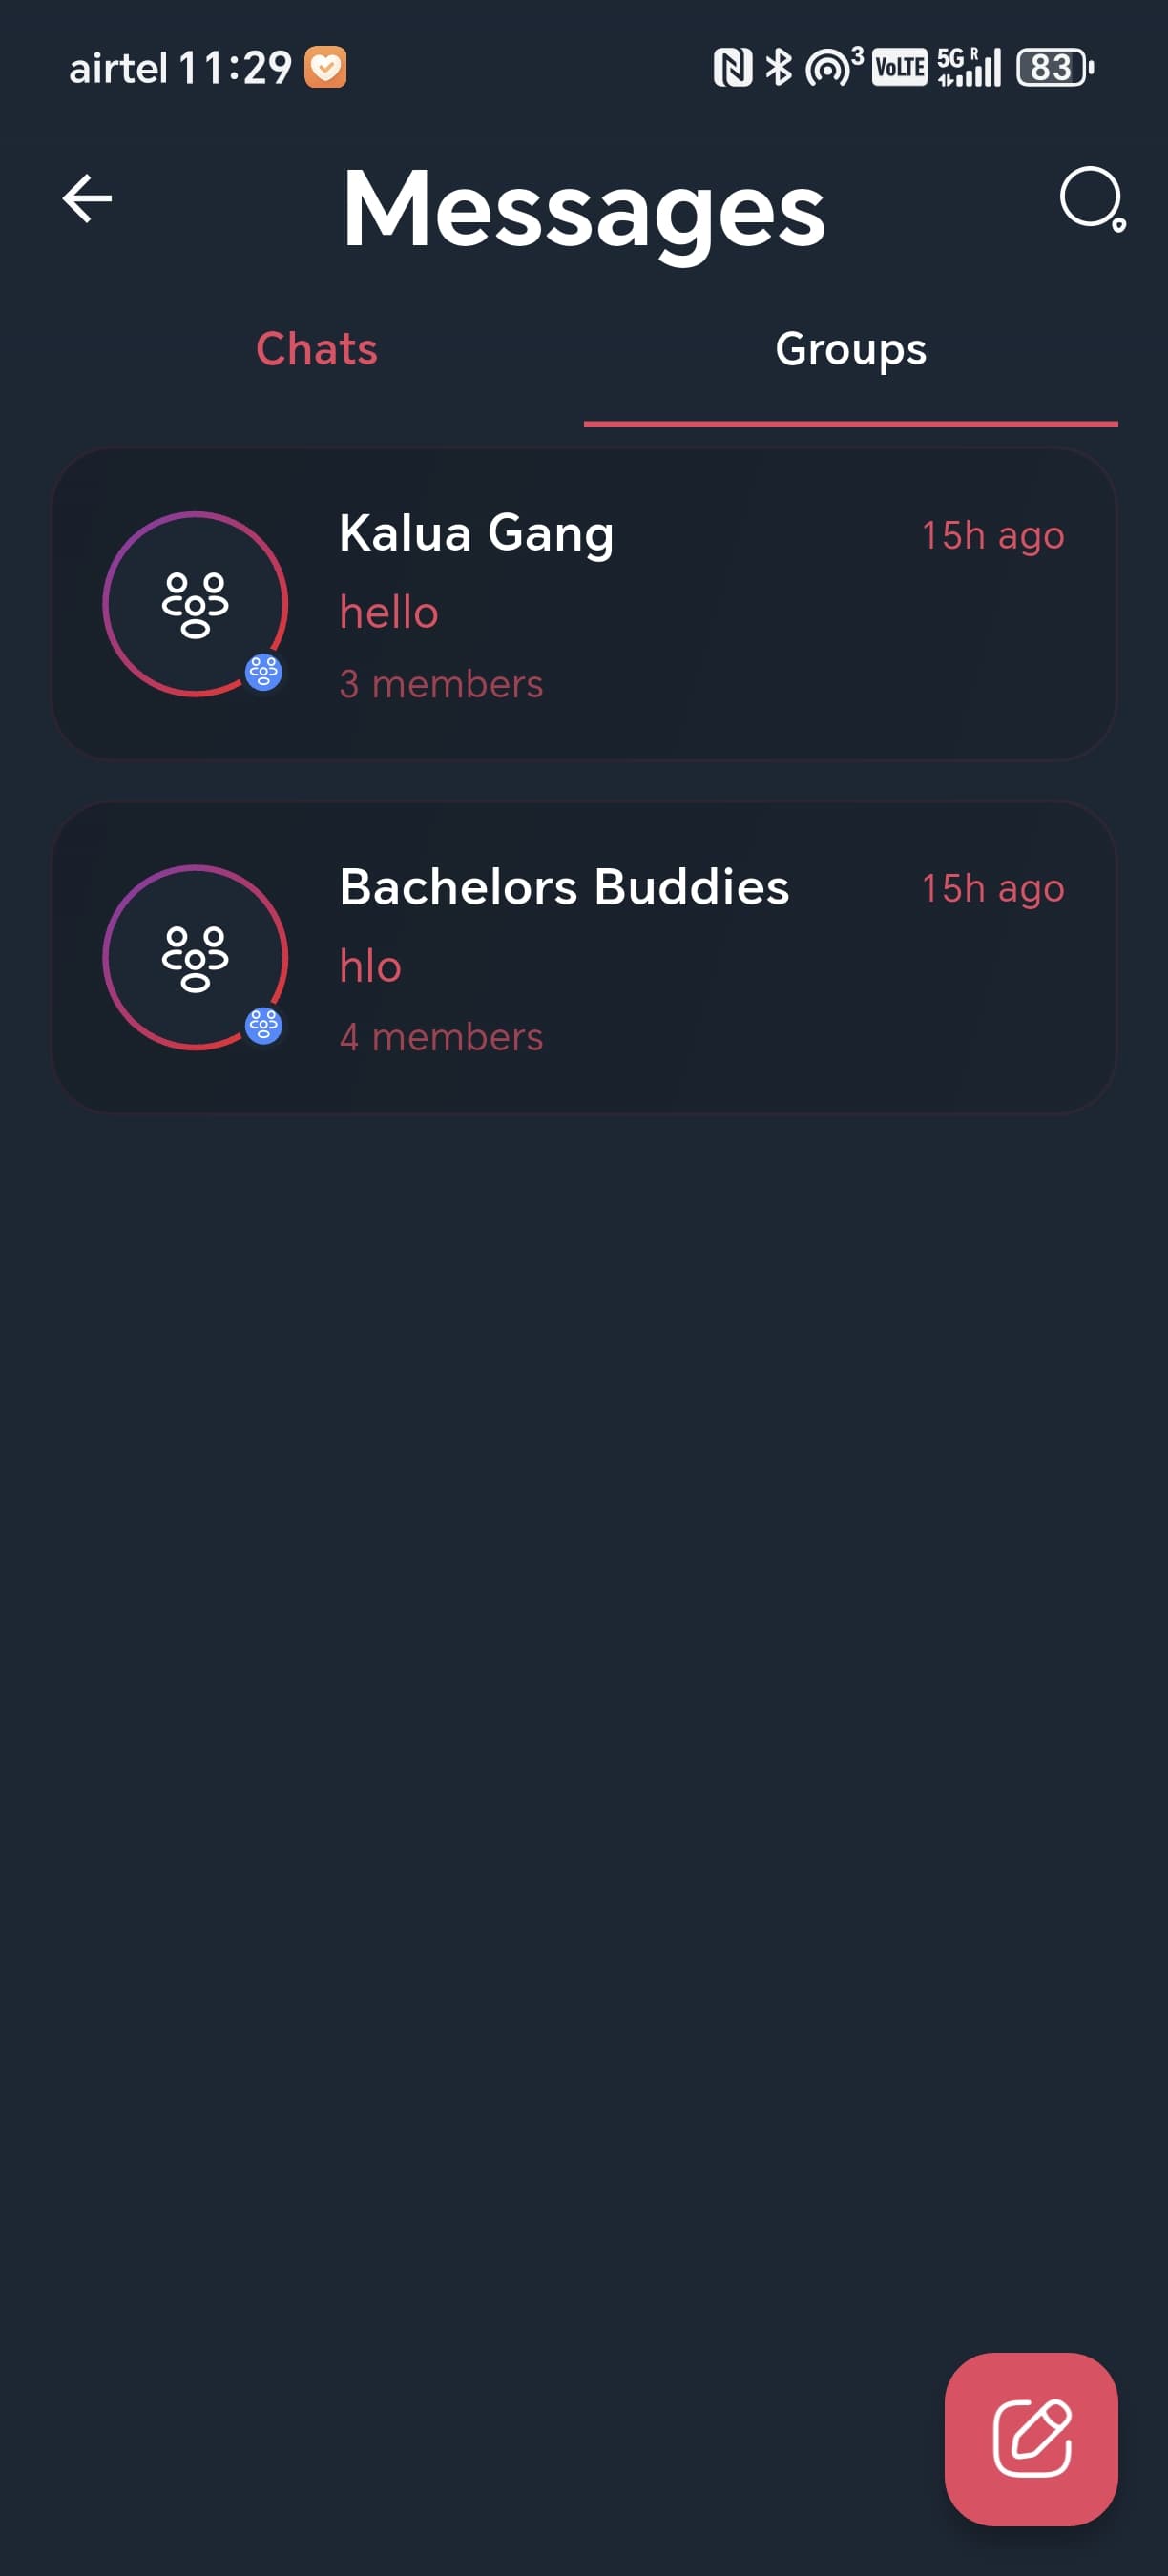 airtel 11:29 3 VoLTE 5G R 83
Messages
Chats Groups
Kalua Gang 15h ago
hello
3 members
Bachelors Buddies 15h ago
hlo
4 members